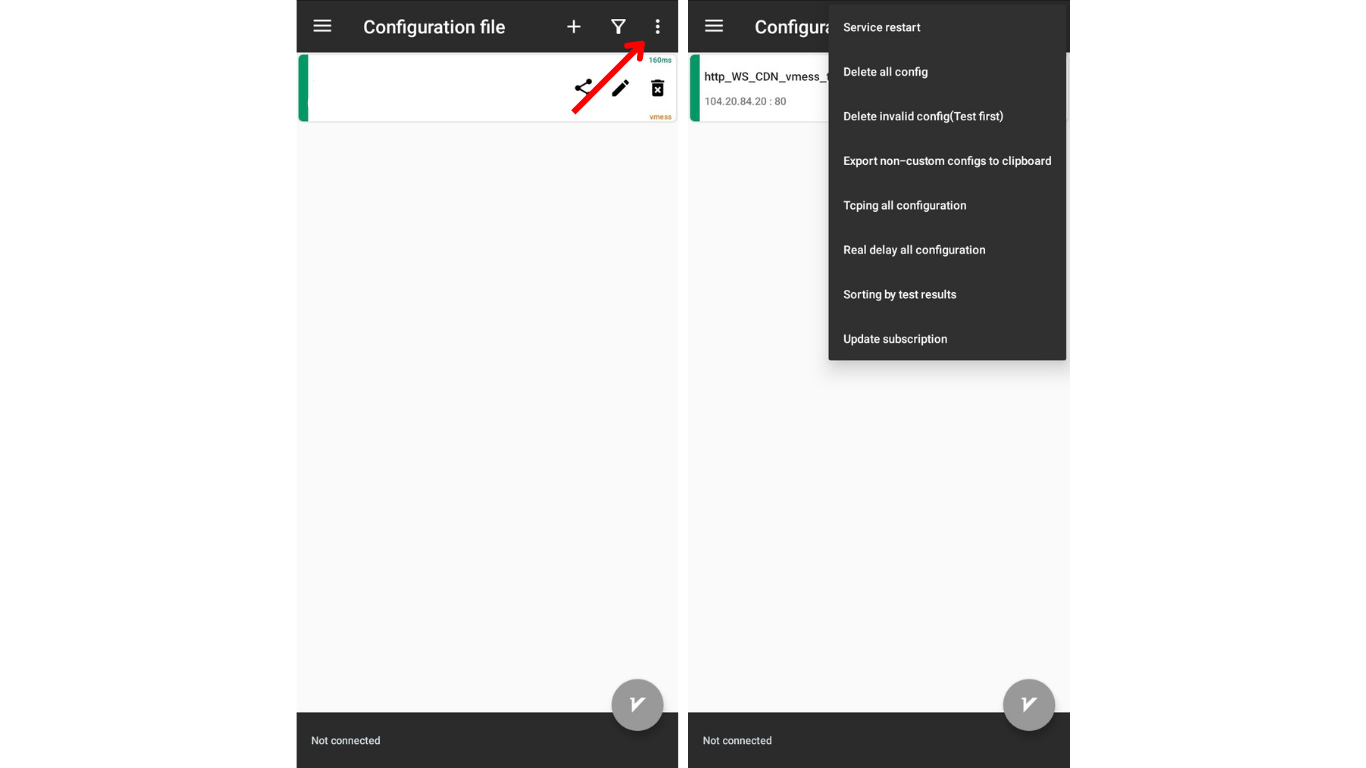 Configuration file
160ms
vmess
Not connected
Configura
http_WS_CDN_vmess_
104.20.84.20 : 80
Service restart
Delete all config
Delete invalid config(Test first)
Export non-custom configs to clipboard
Tcping all configuration
Real delay all configuration
Sorting by test results
Update subscription
Not connected